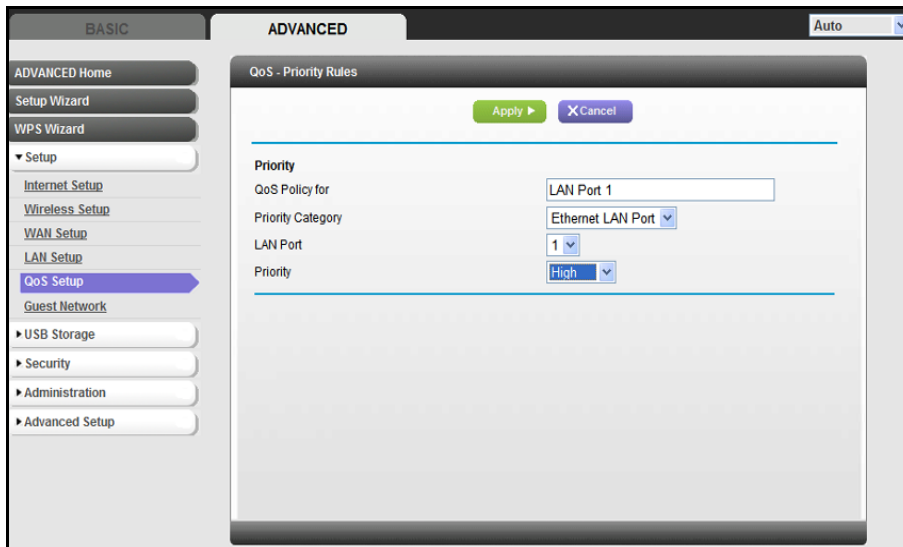 BASIC
ADVANCED
Auto
ADVANCED Home
Setup Wizard
WPS Wizard
Setup
Internet Setup
Wireless Setup
WAN Setup
LAN Setup
QoS Setup
Guest Network
USB Storage
Security
Administration
Advanced Setup
QoS - Priority Rules
Apply
Cancel
Priority
QoS Policy for LAN Port 1
Priority Category Ethernet LAN Port
LAN Port 1
Priority High